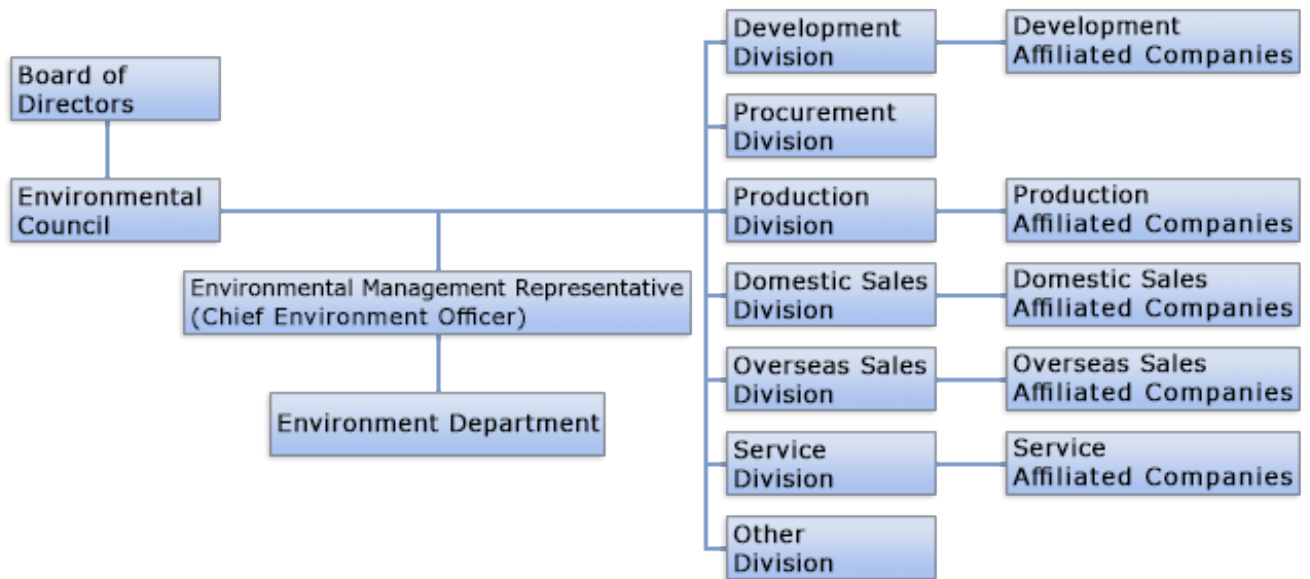 Board of
Directors
Environmental
Council
Environmental Management Representative
(Chief Environment Officer)
Environment Department
Development
Division
Development
Affiliated Companies
Procurement
Division
Production
Division
Production
Affiliated Companies
Domestic Sales
Division
Domestic Sales
Affiliated Companies
Overseas Sales
Division
Overseas Sales
Affiliated Companies
Service
Division
Service
Affiliated Companies
Other
Division